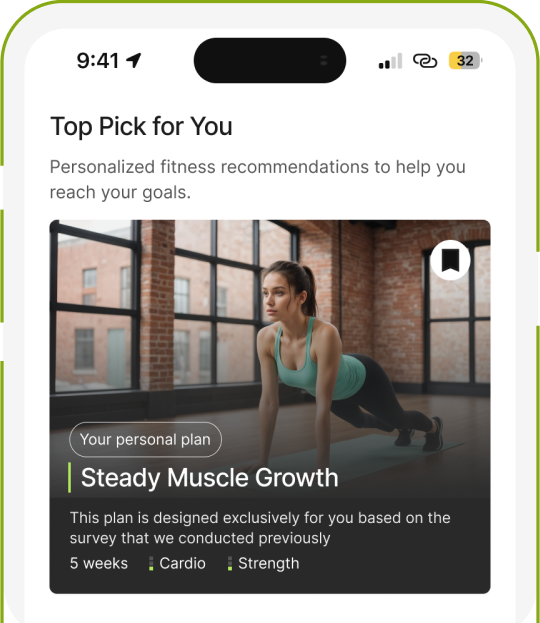 9:41
32
Top Pick for You
Personalized fitness recommendations to help you
reach your goals.
Your personal plan
Steady Muscle Growth
This plan is designed exclusively for you based on the
survey that we conducted previously
5 weeks Cardio Strength